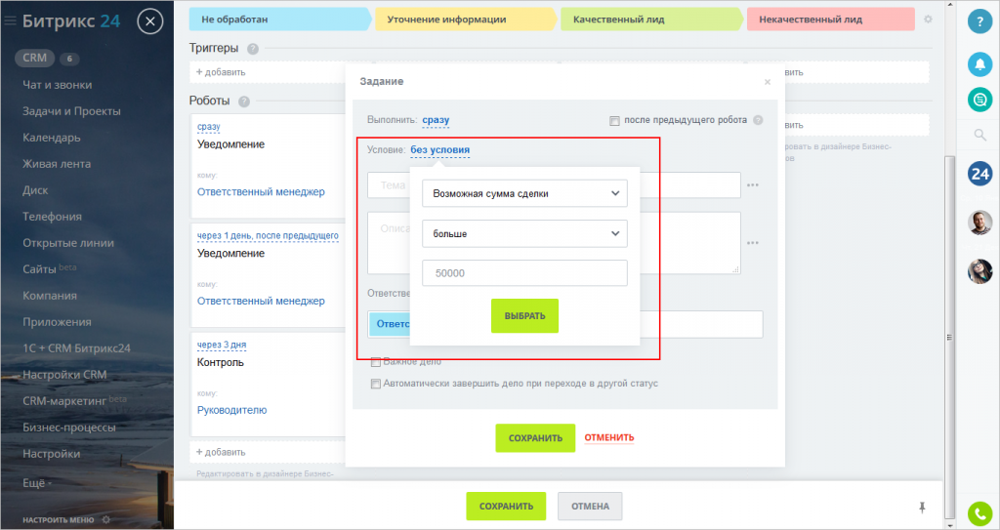 Битрикс 24
CRM 6
Чат и звонки
Задачи и Проекты
Календарь
Живая лента
Диск
Телефония
Открытые линии
Сайты beta
Компания
Приложения
1С + CRM Битрикс24
Настройки CRM
CRM-маркетинг beta
Бизнес-процессы
Настройки
Ещё -
НАСТРОИТЬ МЕНЮ
Не обработан
Уточнение информации
Качественный лид
Некачественный лид
Триггеры ?
+ добавить
Роботы ?
сразу
Уведомление
кому:
Ответственный менеджер
через 1 день, после предыдущего
Уведомление
кому:
Ответственный менеджер
через 3 дня
Контроль
кому:
Руководителю
+ добавить
Редактировать в дизайнере Бизнес-
Задание
×
Выполнить: сразу
после предыдущего робота ?
Условие: без условия
Тема
Описа
Возможная сумма сделки
больше
50000
ВЫБРАТЬ
Ответстве
Ответс
Важное дело
Автоматически завершить дело при переходе в другой статус
СОХРАНИТЬ
ОТМЕНИТЬ
СОХРАНИТЬ
ОТМЕНА
?
24